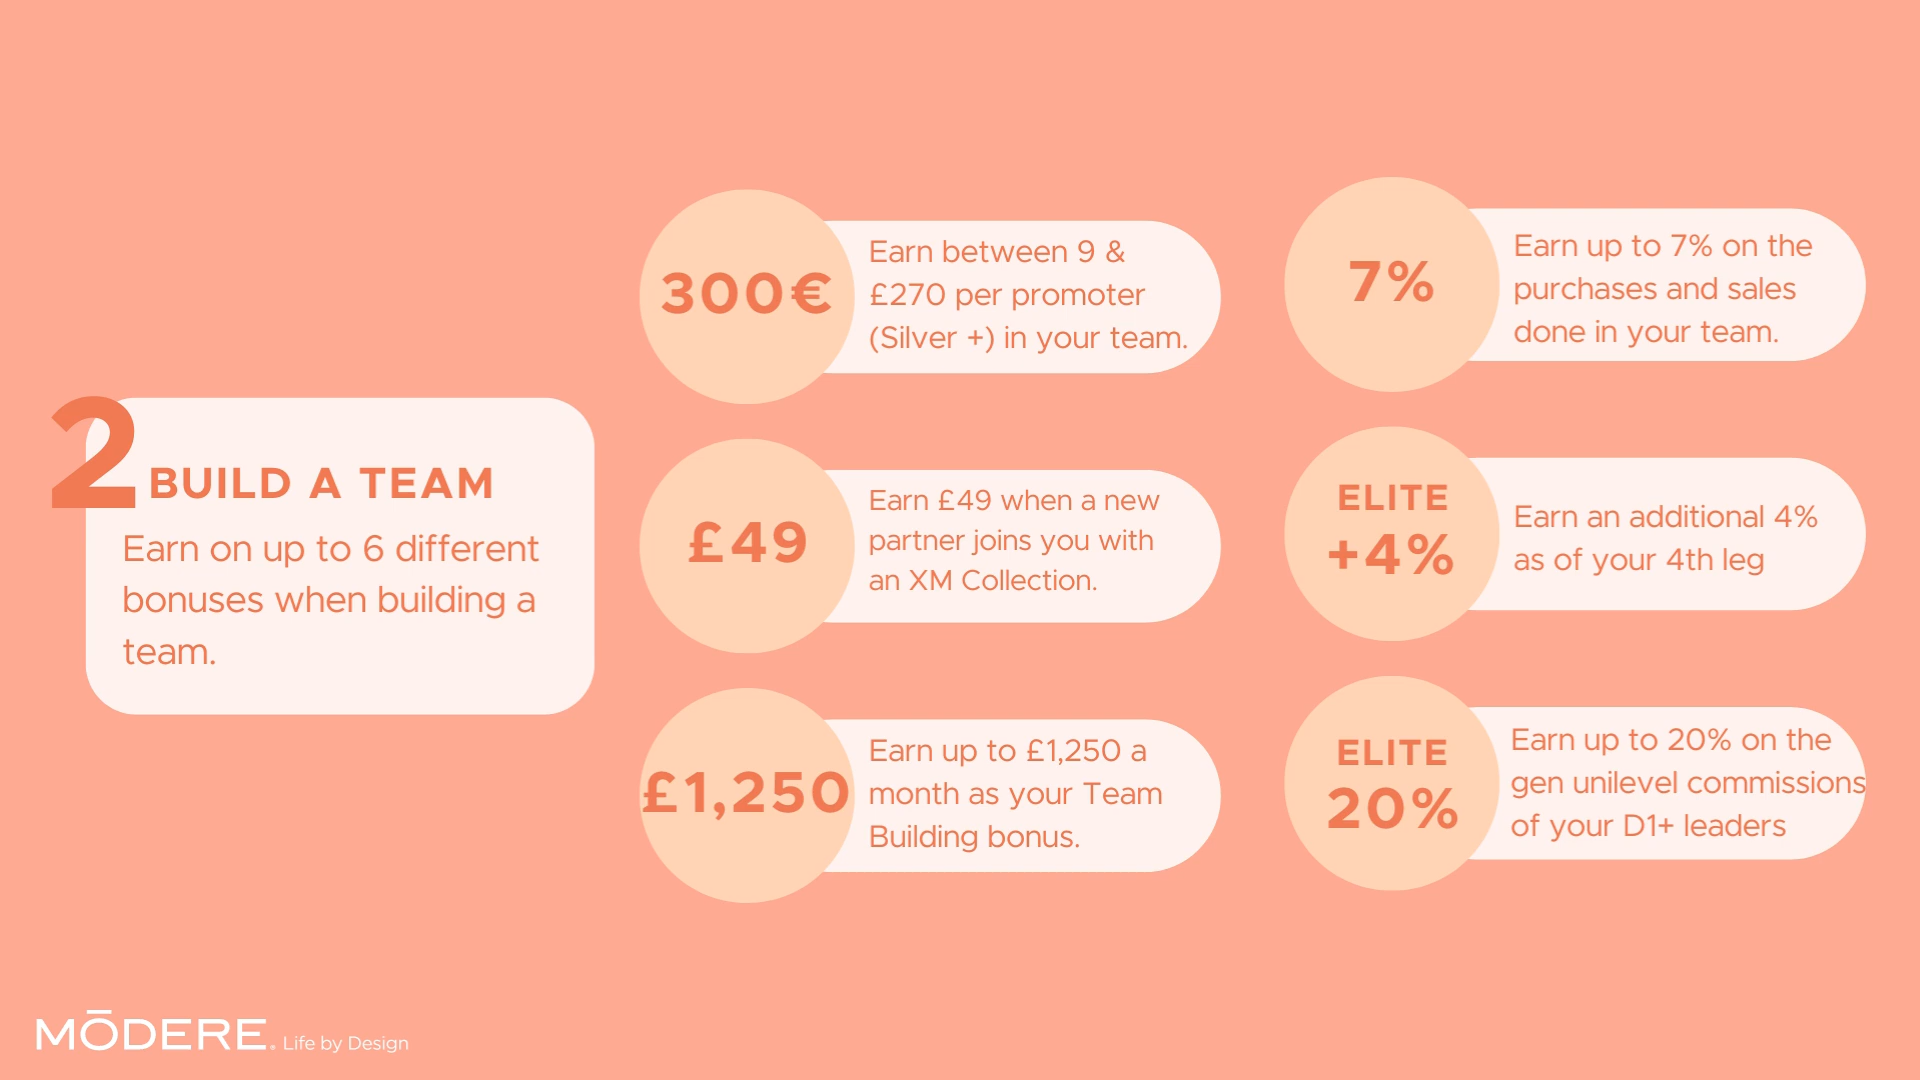 2
BUILD A TEAM
Earn on up to 6 different
bonuses when building a
team.
300€
Earn between 9 &
£270 per promoter
(Silver +) in your team.
£49
Earn £49 when a new
partner joins you with
an XM Collection.
£1,250
Earn up to £1,250 a
month as your Team
Building bonus.
7%
Earn up to 7% on the
purchases and sales
done in your team.
ELITE
+4%
Earn an additional 4%
as of your 4th leg
ELITE
20%
Earn up to 20% on the
gen unilevel commissions
of your D1+ leaders
MŌDERE. Life by Design